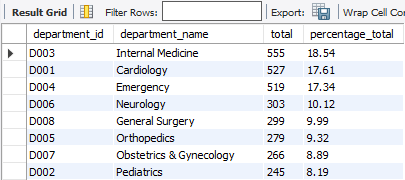 Result Grid Filter Rows: Export: Wrap Cell Co
department_id department_name total percentage_total
D003 Internal Medicine 555 18.54
D001 Cardiology 527 17.61
D004 Emergency 519 17.34
D006 Neurology 303 10.12
D008 General Surgery 299 9.99
D005 Orthopedics 279 9.32
D007 Obstetrics & Gynecology 266 8.89
D002 Pediatrics 245 8.19